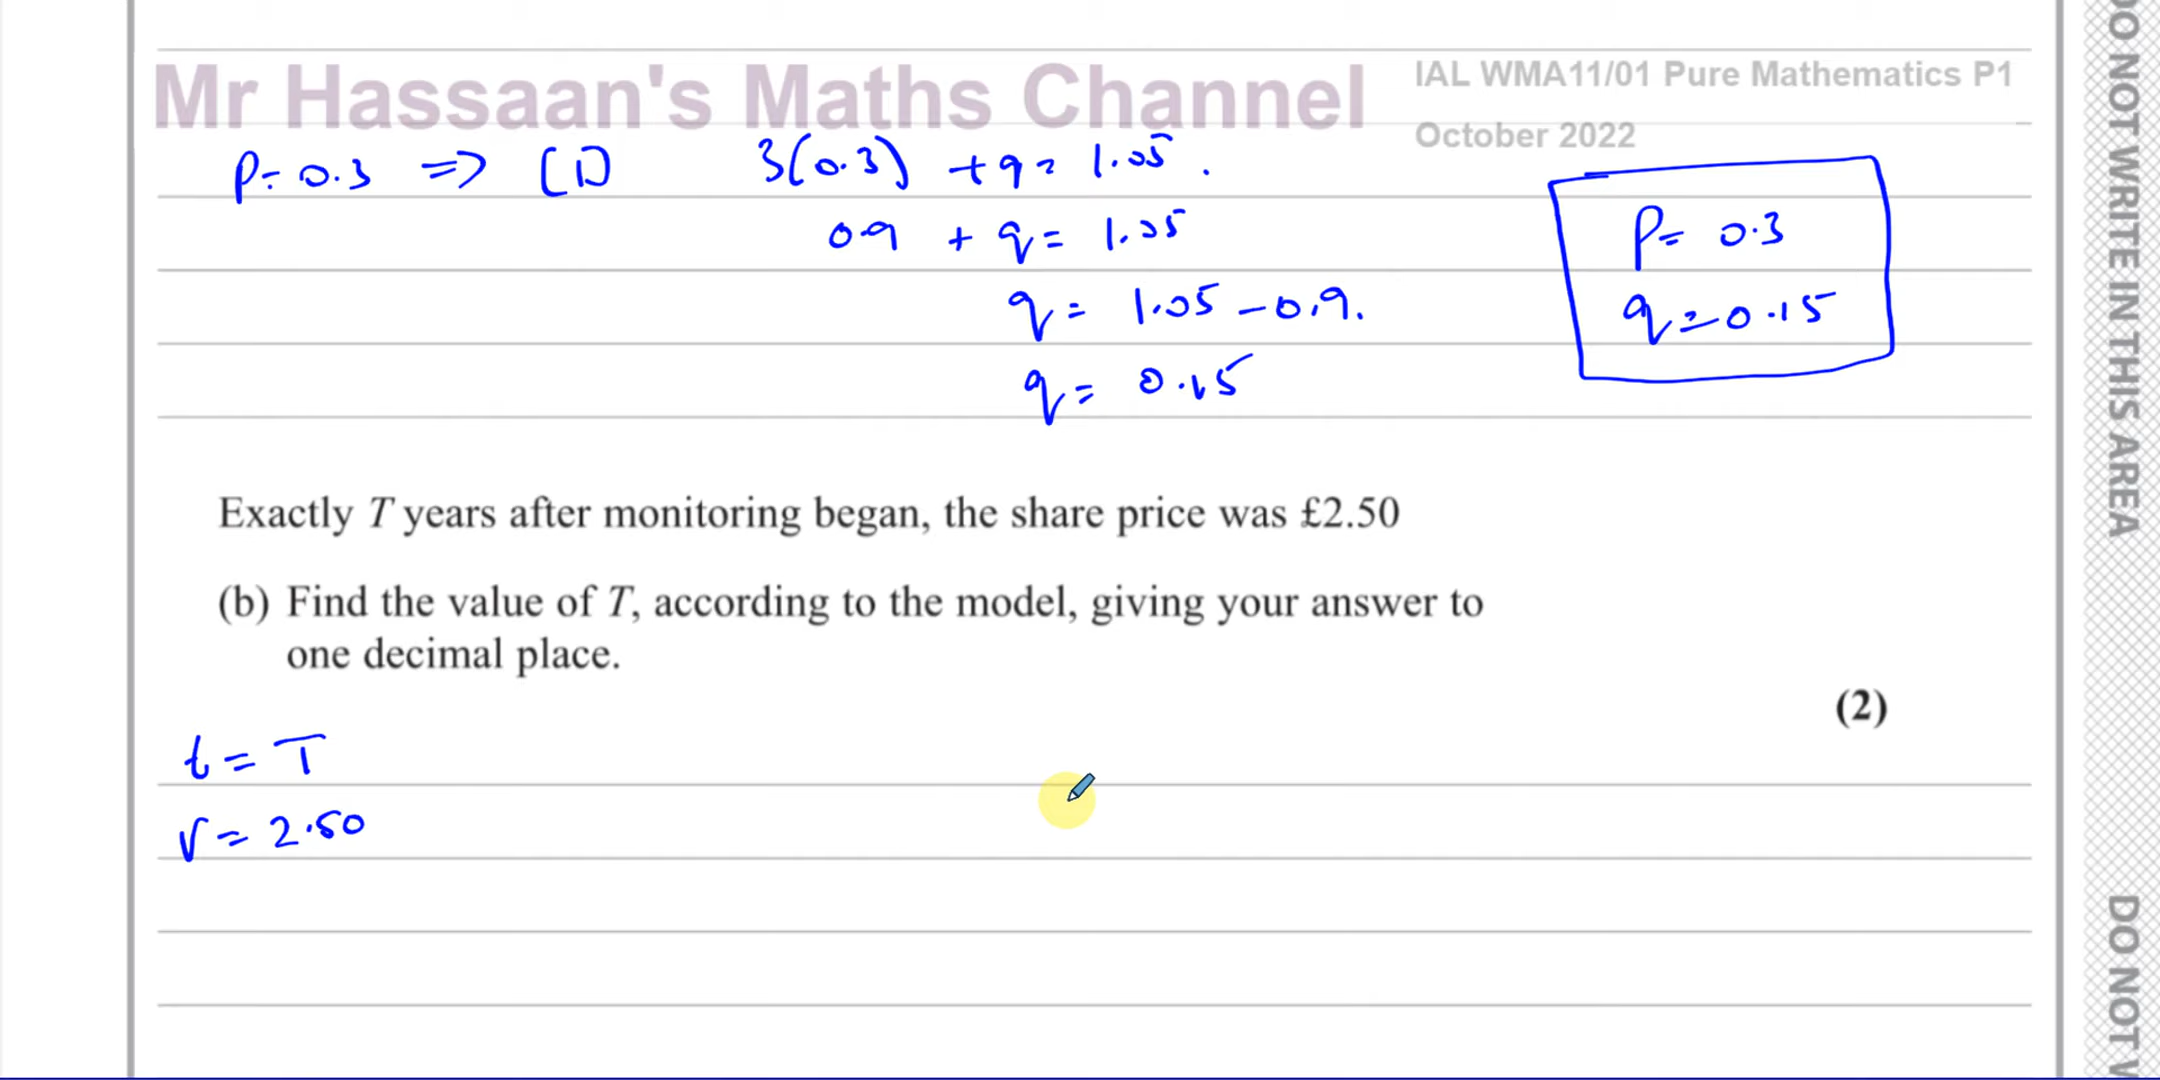 Mr Hassaan's Maths Channel
IAL WMA11/01 Pure Mathematics P1
October 2022
p = 0.3 => (1) 3(0.3) + q = 1.05.
0.9 + q = 1.05
q = 1.05 - 0.9.
q = 0.15
p = 0.3
q = 0.15
Exactly T years after monitoring began, the share price was £2.50
(b) Find the value of T, according to the model, giving your answer to
one decimal place.
(2)
t = T
V = 2.50
DO NOT WRITE IN THIS AREA
DO NOT W